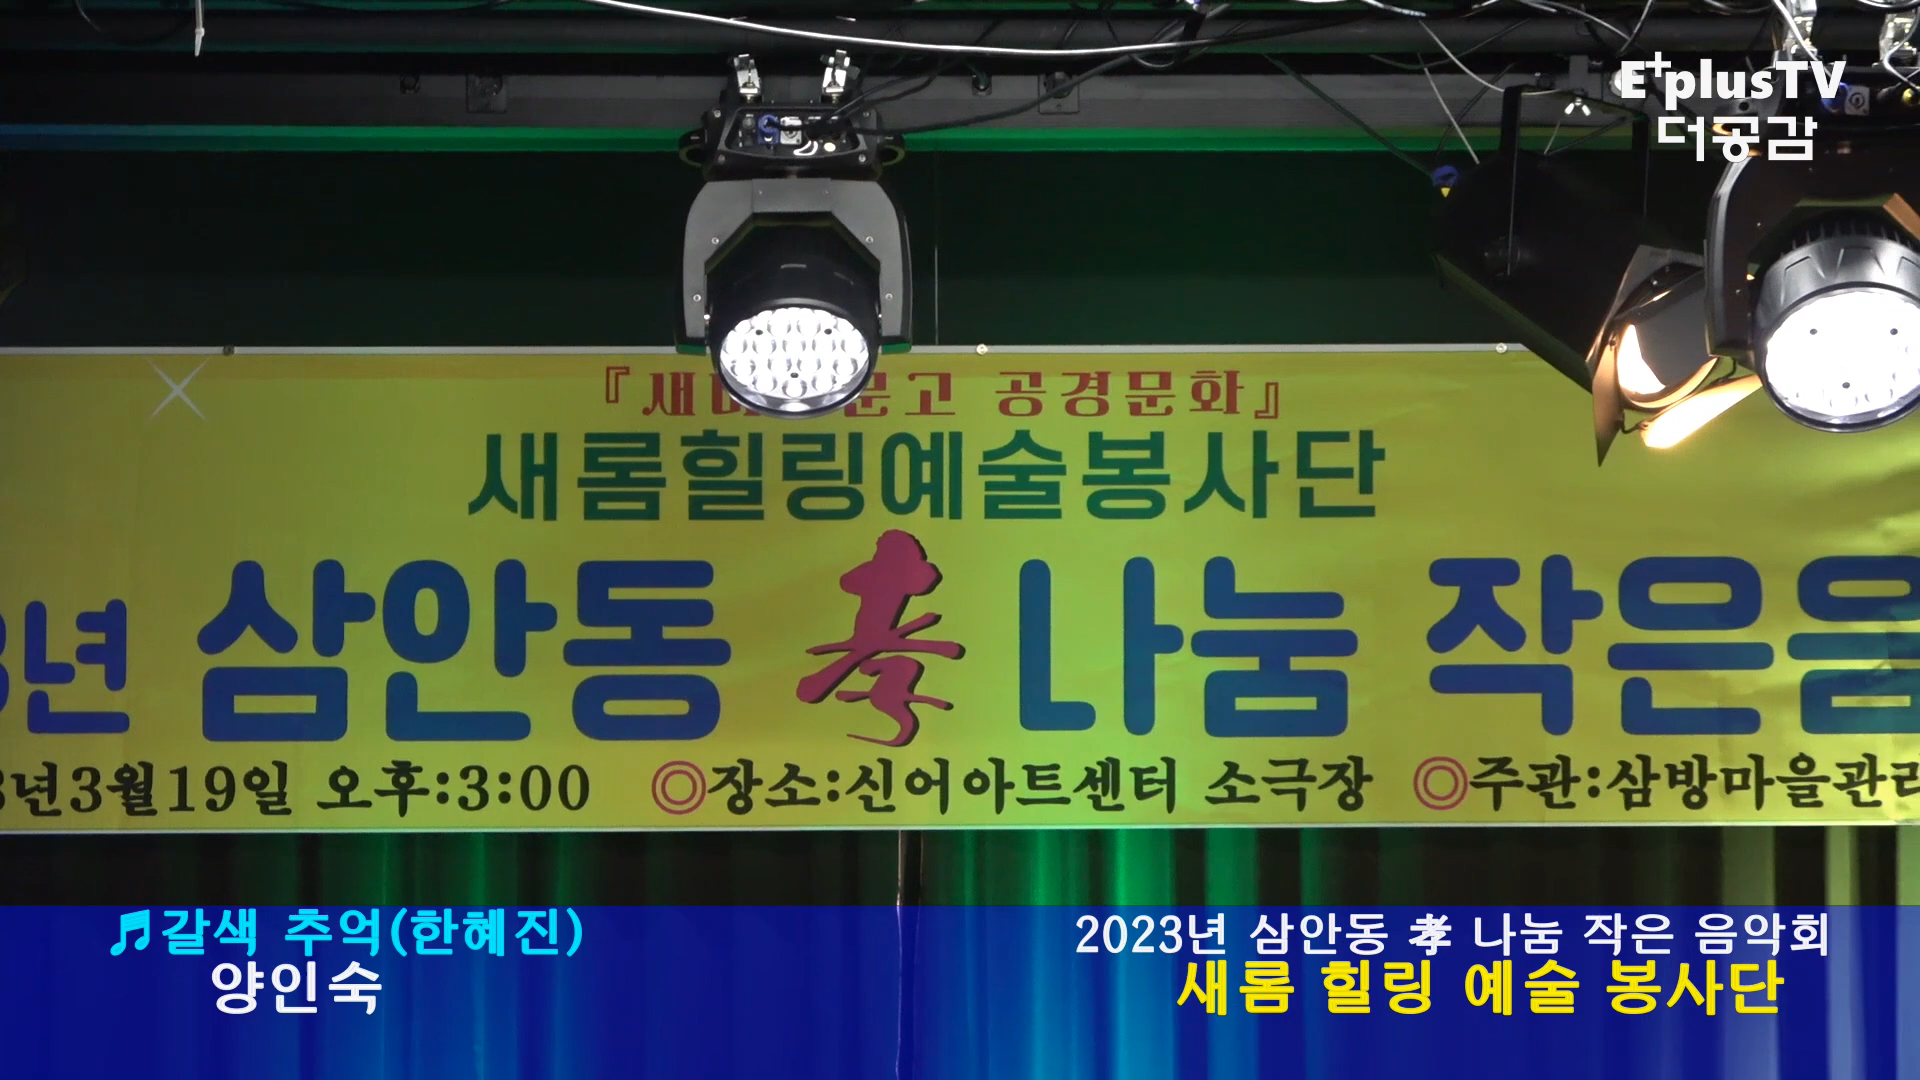 E+plusTV
더공감
공경문화』
새롬힐링예술봉사단
년 삼안동 孝 나눔 작은음
년3월19일 오후:3:00 ◎장소:신어아트센터 소극장 ◎주관:삼방마을관리
♬갈색 추억(한혜진)
양인숙
2023년 삼안동 孝 나눔 작은 음악회
새롬 힐링 예술 봉사단